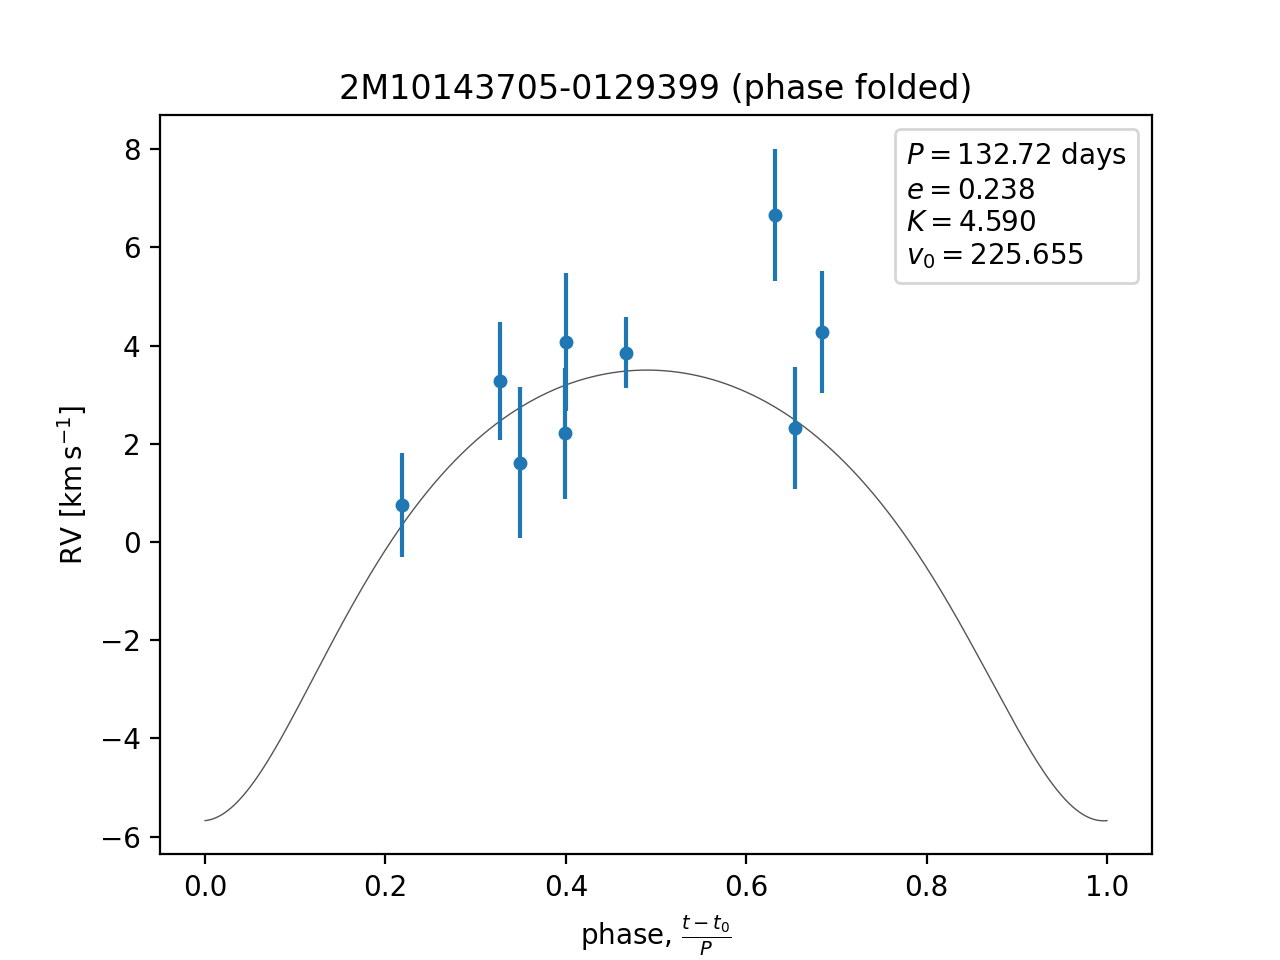 2M10143705-0129399 (phase folded)
P = 132.72 days
e = 0.238
K = 4.590
v₀ = 225.655
RV [km s⁻¹]
8
6
4
2
0
−2
−4
−6
0.0 0.2 0.4 0.6 0.8 1.0
phase, (t − t₀)/P